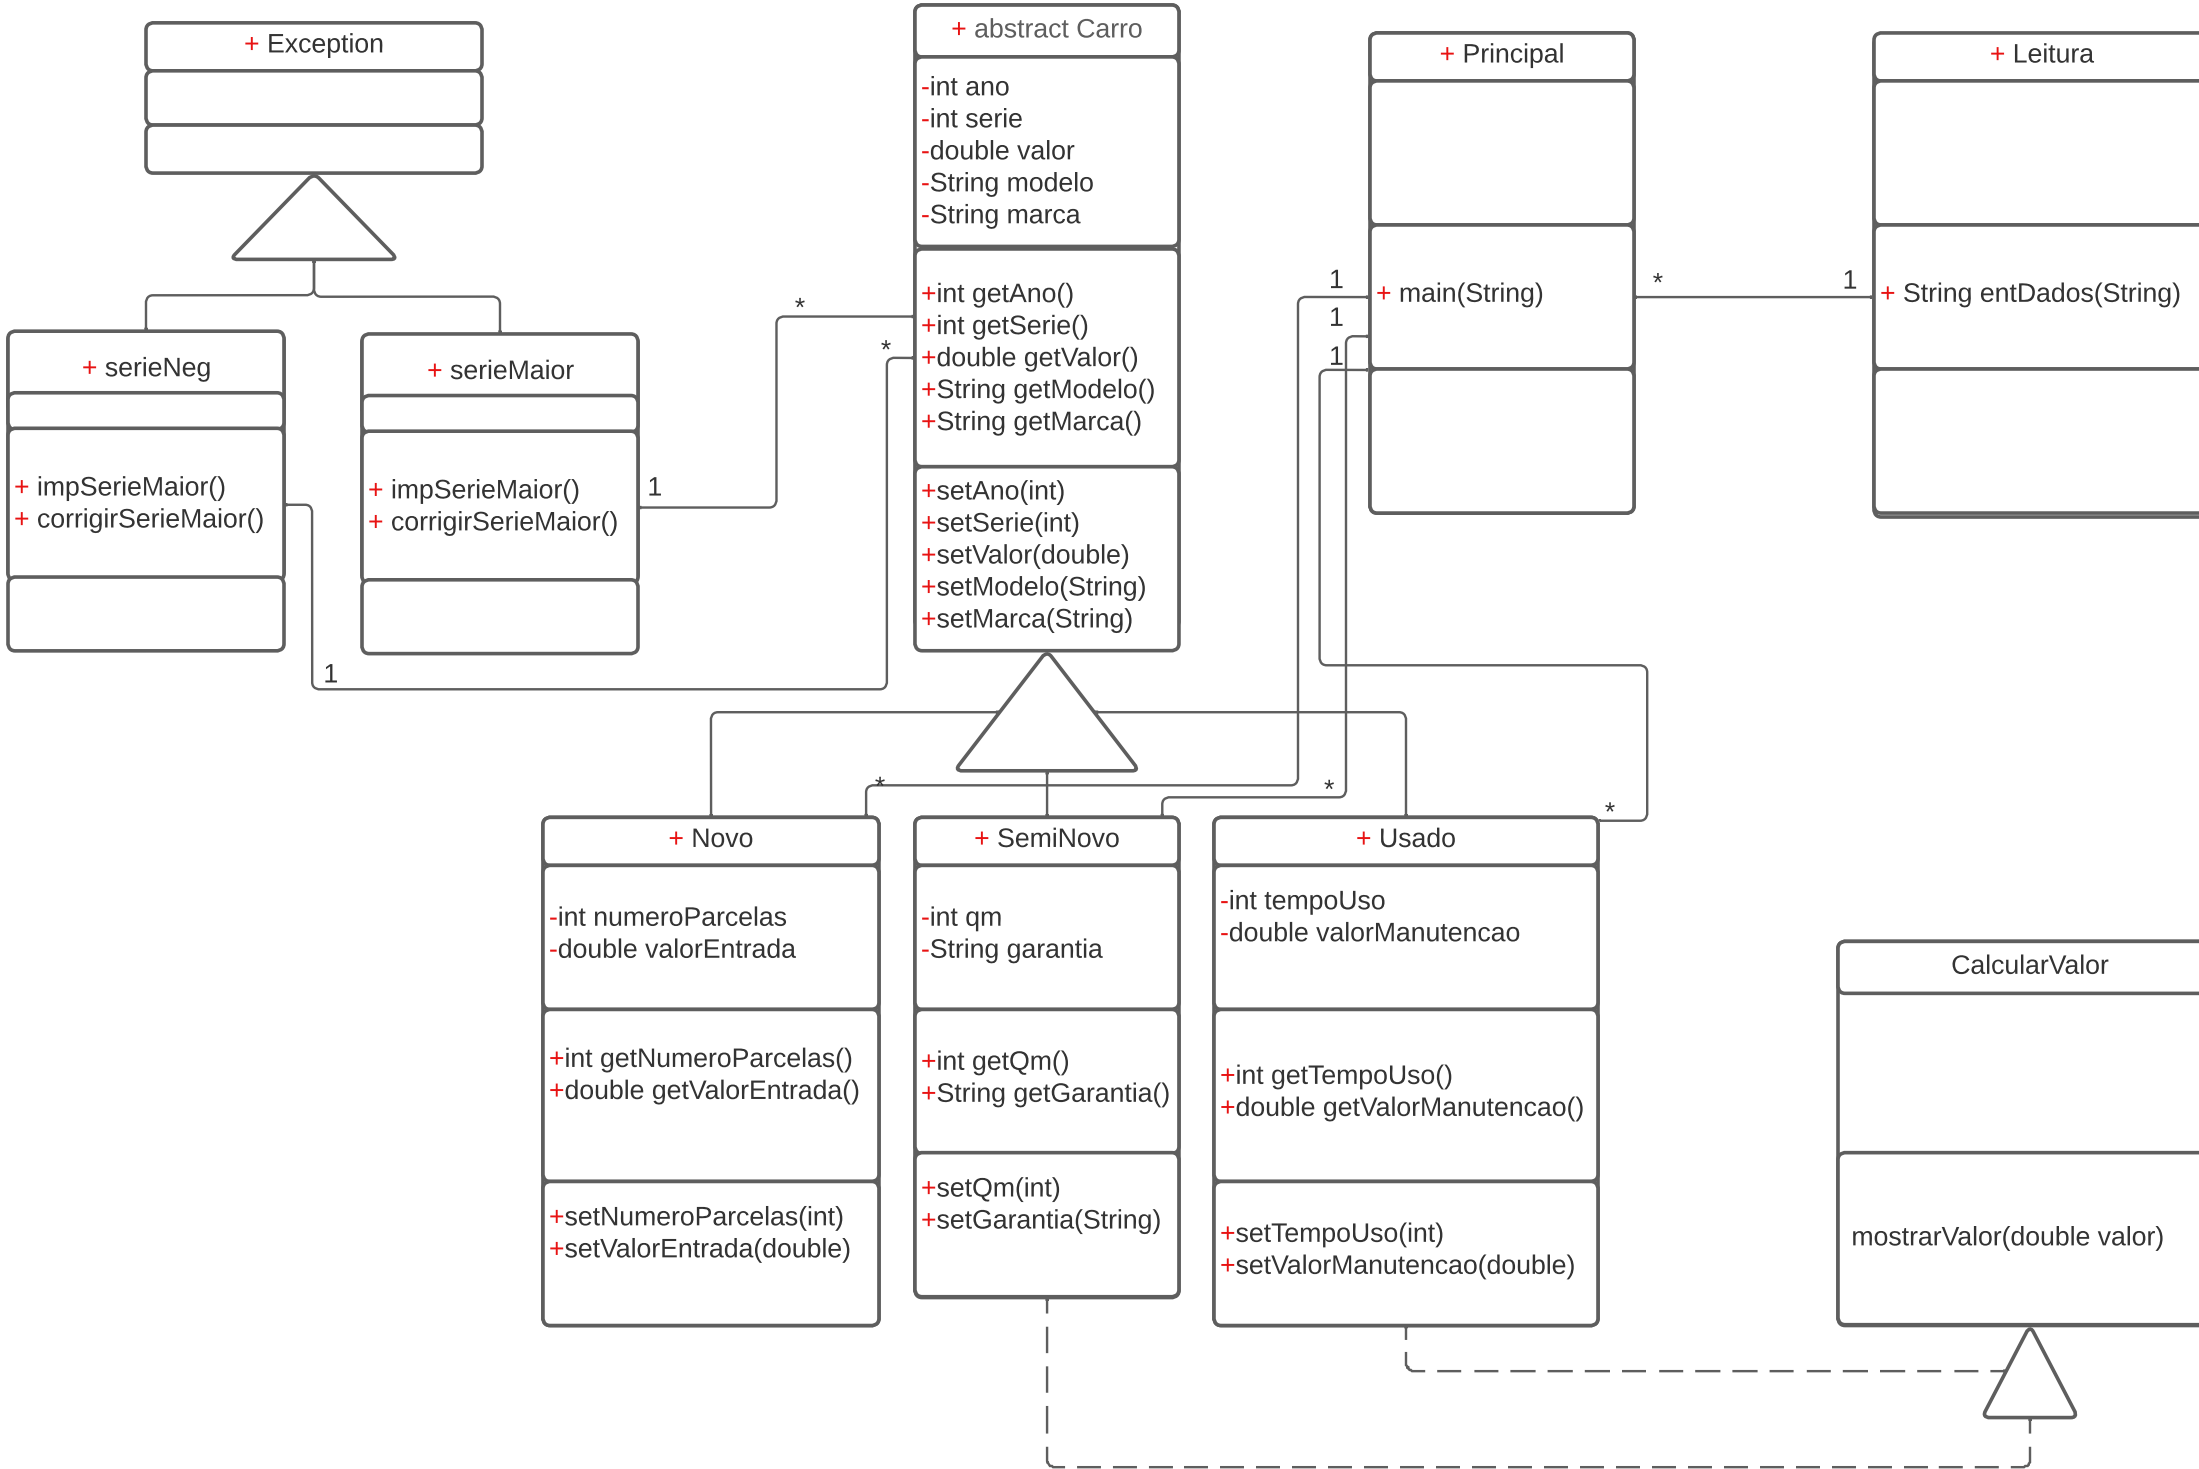 + Exception
+ serieNeg
+ impSerieMaior()
+ corrigirSerieMaior()
1
+ serieMaior
+ impSerieMaior()
+ corrigirSerieMaior()
1
*
*
+ abstract Carro
-int ano
-int serie
-double valor
-String modelo
-String marca
+int getAno()
+int getSerie()
+double getValor()
+String getModelo()
+String getMarca()
+setAno(int)
+setSerie(int)
+setValor(double)
+setModelo(String)
+setMarca(String)
+ Principal
+ main(String)
1
1
1
*
1
+ Leitura
+ String entDados(String)
*
*
*
+ Novo
-int numeroParcelas
-double valorEntrada
+int getNumeroParcelas()
+double getValorEntrada()
+setNumeroParcelas(int)
+setValorEntrada(double)
+ SemiNovo
-int qm
-String garantia
+int getQm()
+String getGarantia()
+setQm(int)
+setGarantia(String)
+ Usado
-int tempoUso
-double valorManutencao
+int getTempoUso()
+double getValorManutencao()
+setTempoUso(int)
+setValorManutencao(double)
CalcularValor
mostrarValor(double valor)